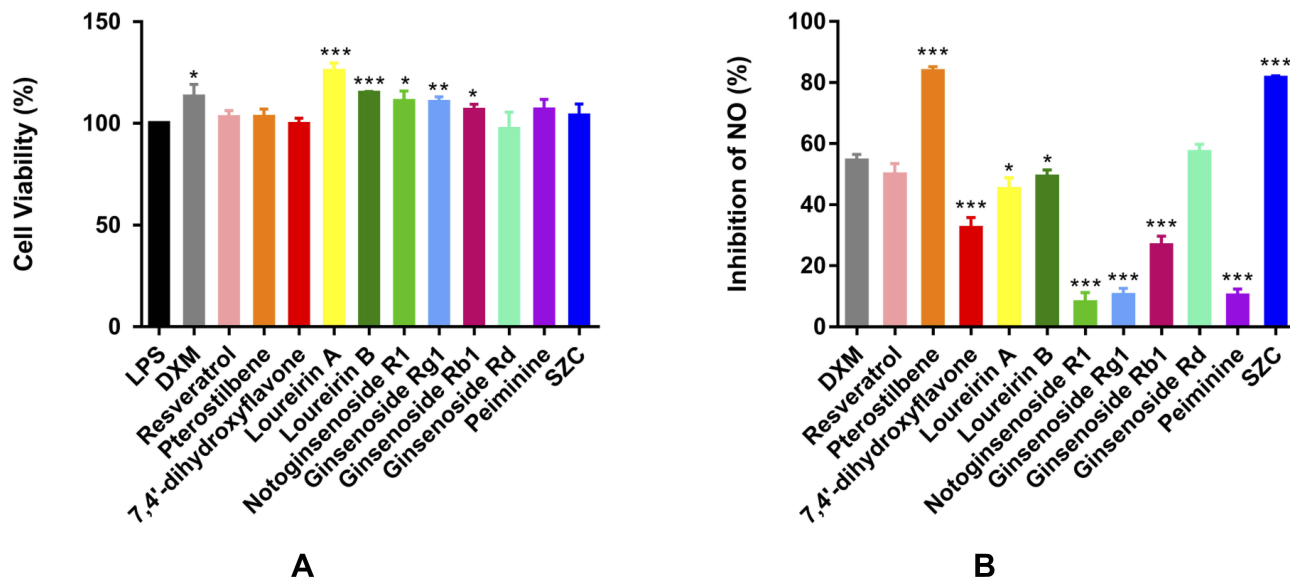 Cell Viability (%)
150
100
50
0
*
***
***
*
**
*
LPS
DXM
Resveratrol
Pterostilbene
7,4'-dihydroxyflavone
Loureirin A
Loureirin B
Notoginsenoside R1
Ginsenoside Rg1
Ginsenoside Rb1
Ginsenoside Rd
Peiminine
SZC
A
Inhibition of NO (%)
100
80
60
40
20
0
***
***
*
*
***
***
***
***
***
DXM
Resveratrol
Pterostilbene
7,4'-dihydroxyflavone
Loureirin A
Loureirin B
Notoginsenoside R1
Ginsenoside Rg1
Ginsenoside Rb1
Ginsenoside Rd
Peiminine
SZC
B